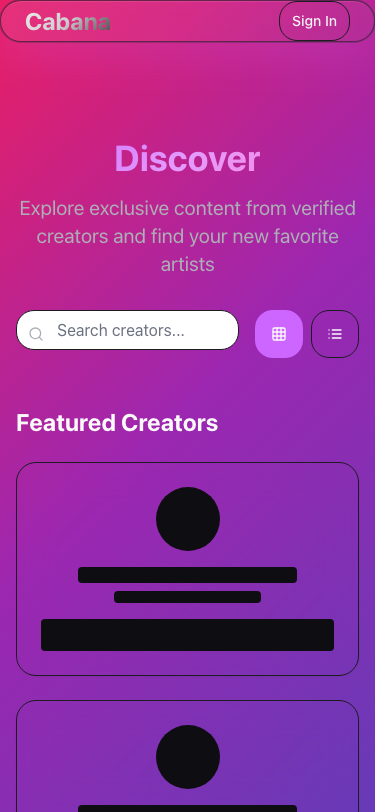 Cabana
Sign In
Discover
Explore exclusive content from verified
creators and find your new favorite
artists
Search creators...
Featured Creators